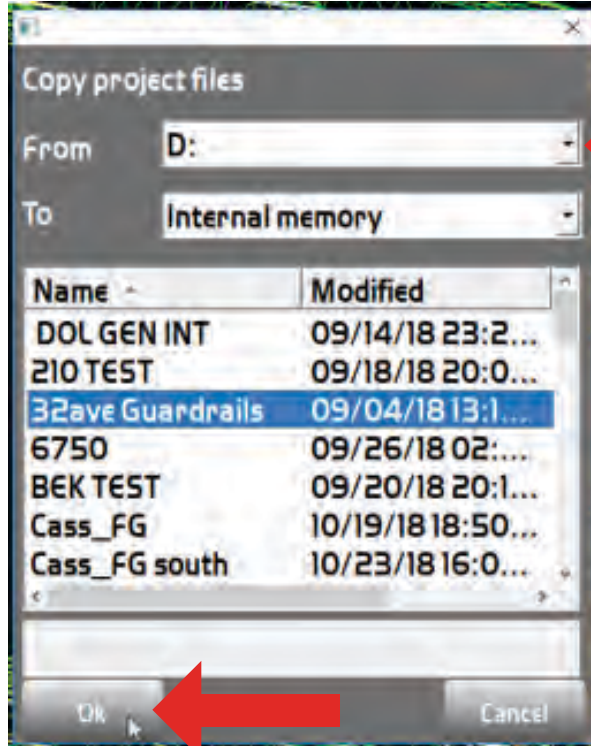 Copy project files
From D:
To Internal memory
Name Modified
DOL GEN INT 09/14/18 23:2...
210 TEST 09/18/18 20:0...
32ave Guardrails 09/04/18 13:1...
6750 09/26/18 02:...
BEK TEST 09/20/18 20:1...
Cass_FG 10/19/18 18:50...
Cass_FG south 10/23/18 16:0...
Ok Cancel